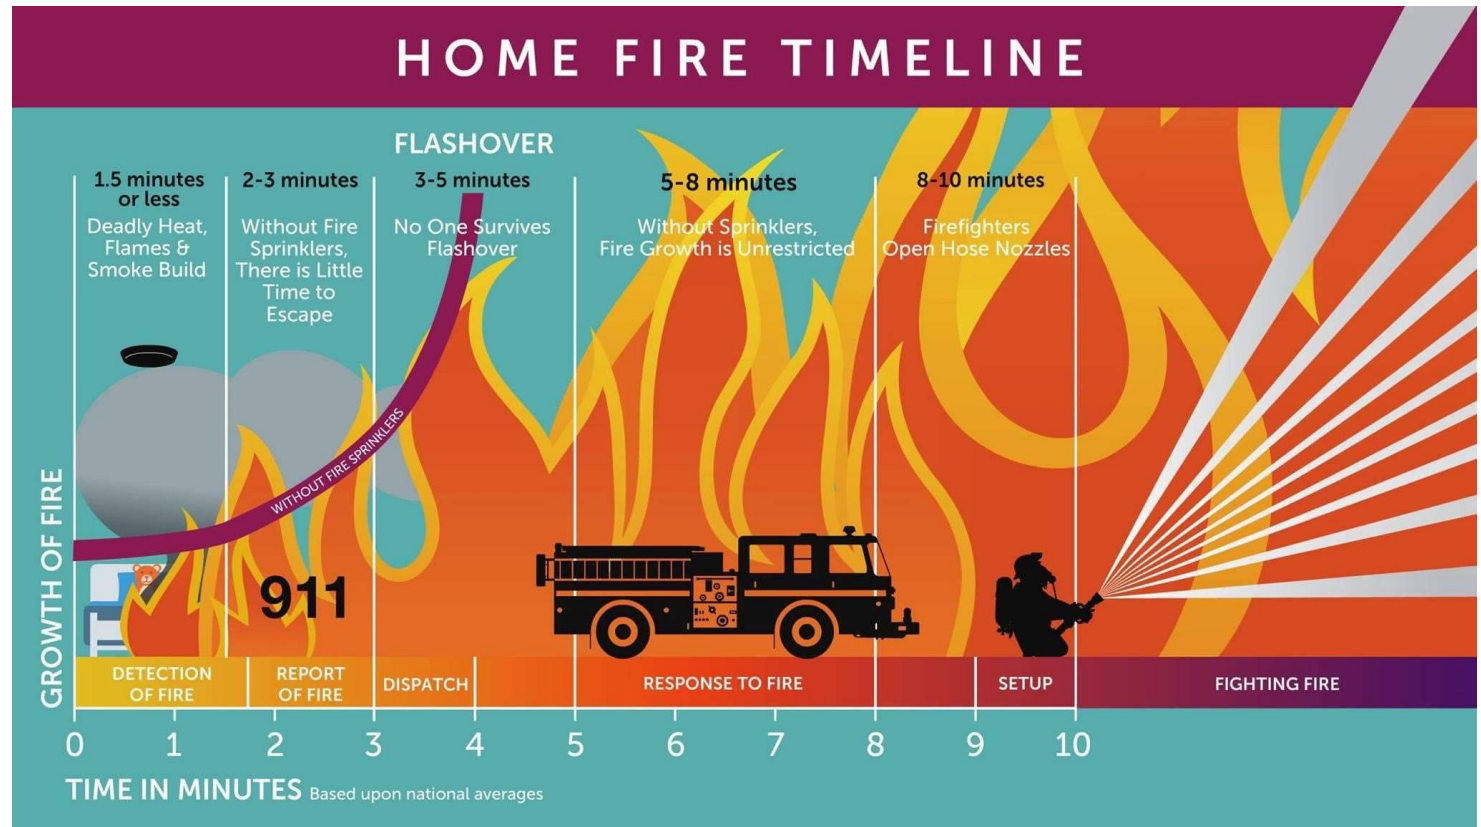 HOME FIRE TIMELINE
FLASHOVER
1.5 minutes
or less
Deadly Heat,
Flames &
Smoke Build
2-3 minutes
Without Fire
Sprinklers,
There is Little
Time to
Escape
3-5 minutes
No One Survives
Flashover
5-8 minutes
Without Sprinklers,
Fire Growth is Unrestricted
8-10 minutes
Firefighters
Open Hose Nozzles
WITHOUT FIRE SPRINKLERS
911
GROWTH OF FIRE
DETECTION
OF FIRE
REPORT
OF FIRE
DISPATCH
RESPONSE TO FIRE
SETUP
FIGHTING FIRE
0 1 2 3 4 5 6 7 8 9 10
TIME IN MINUTES Based upon national averages